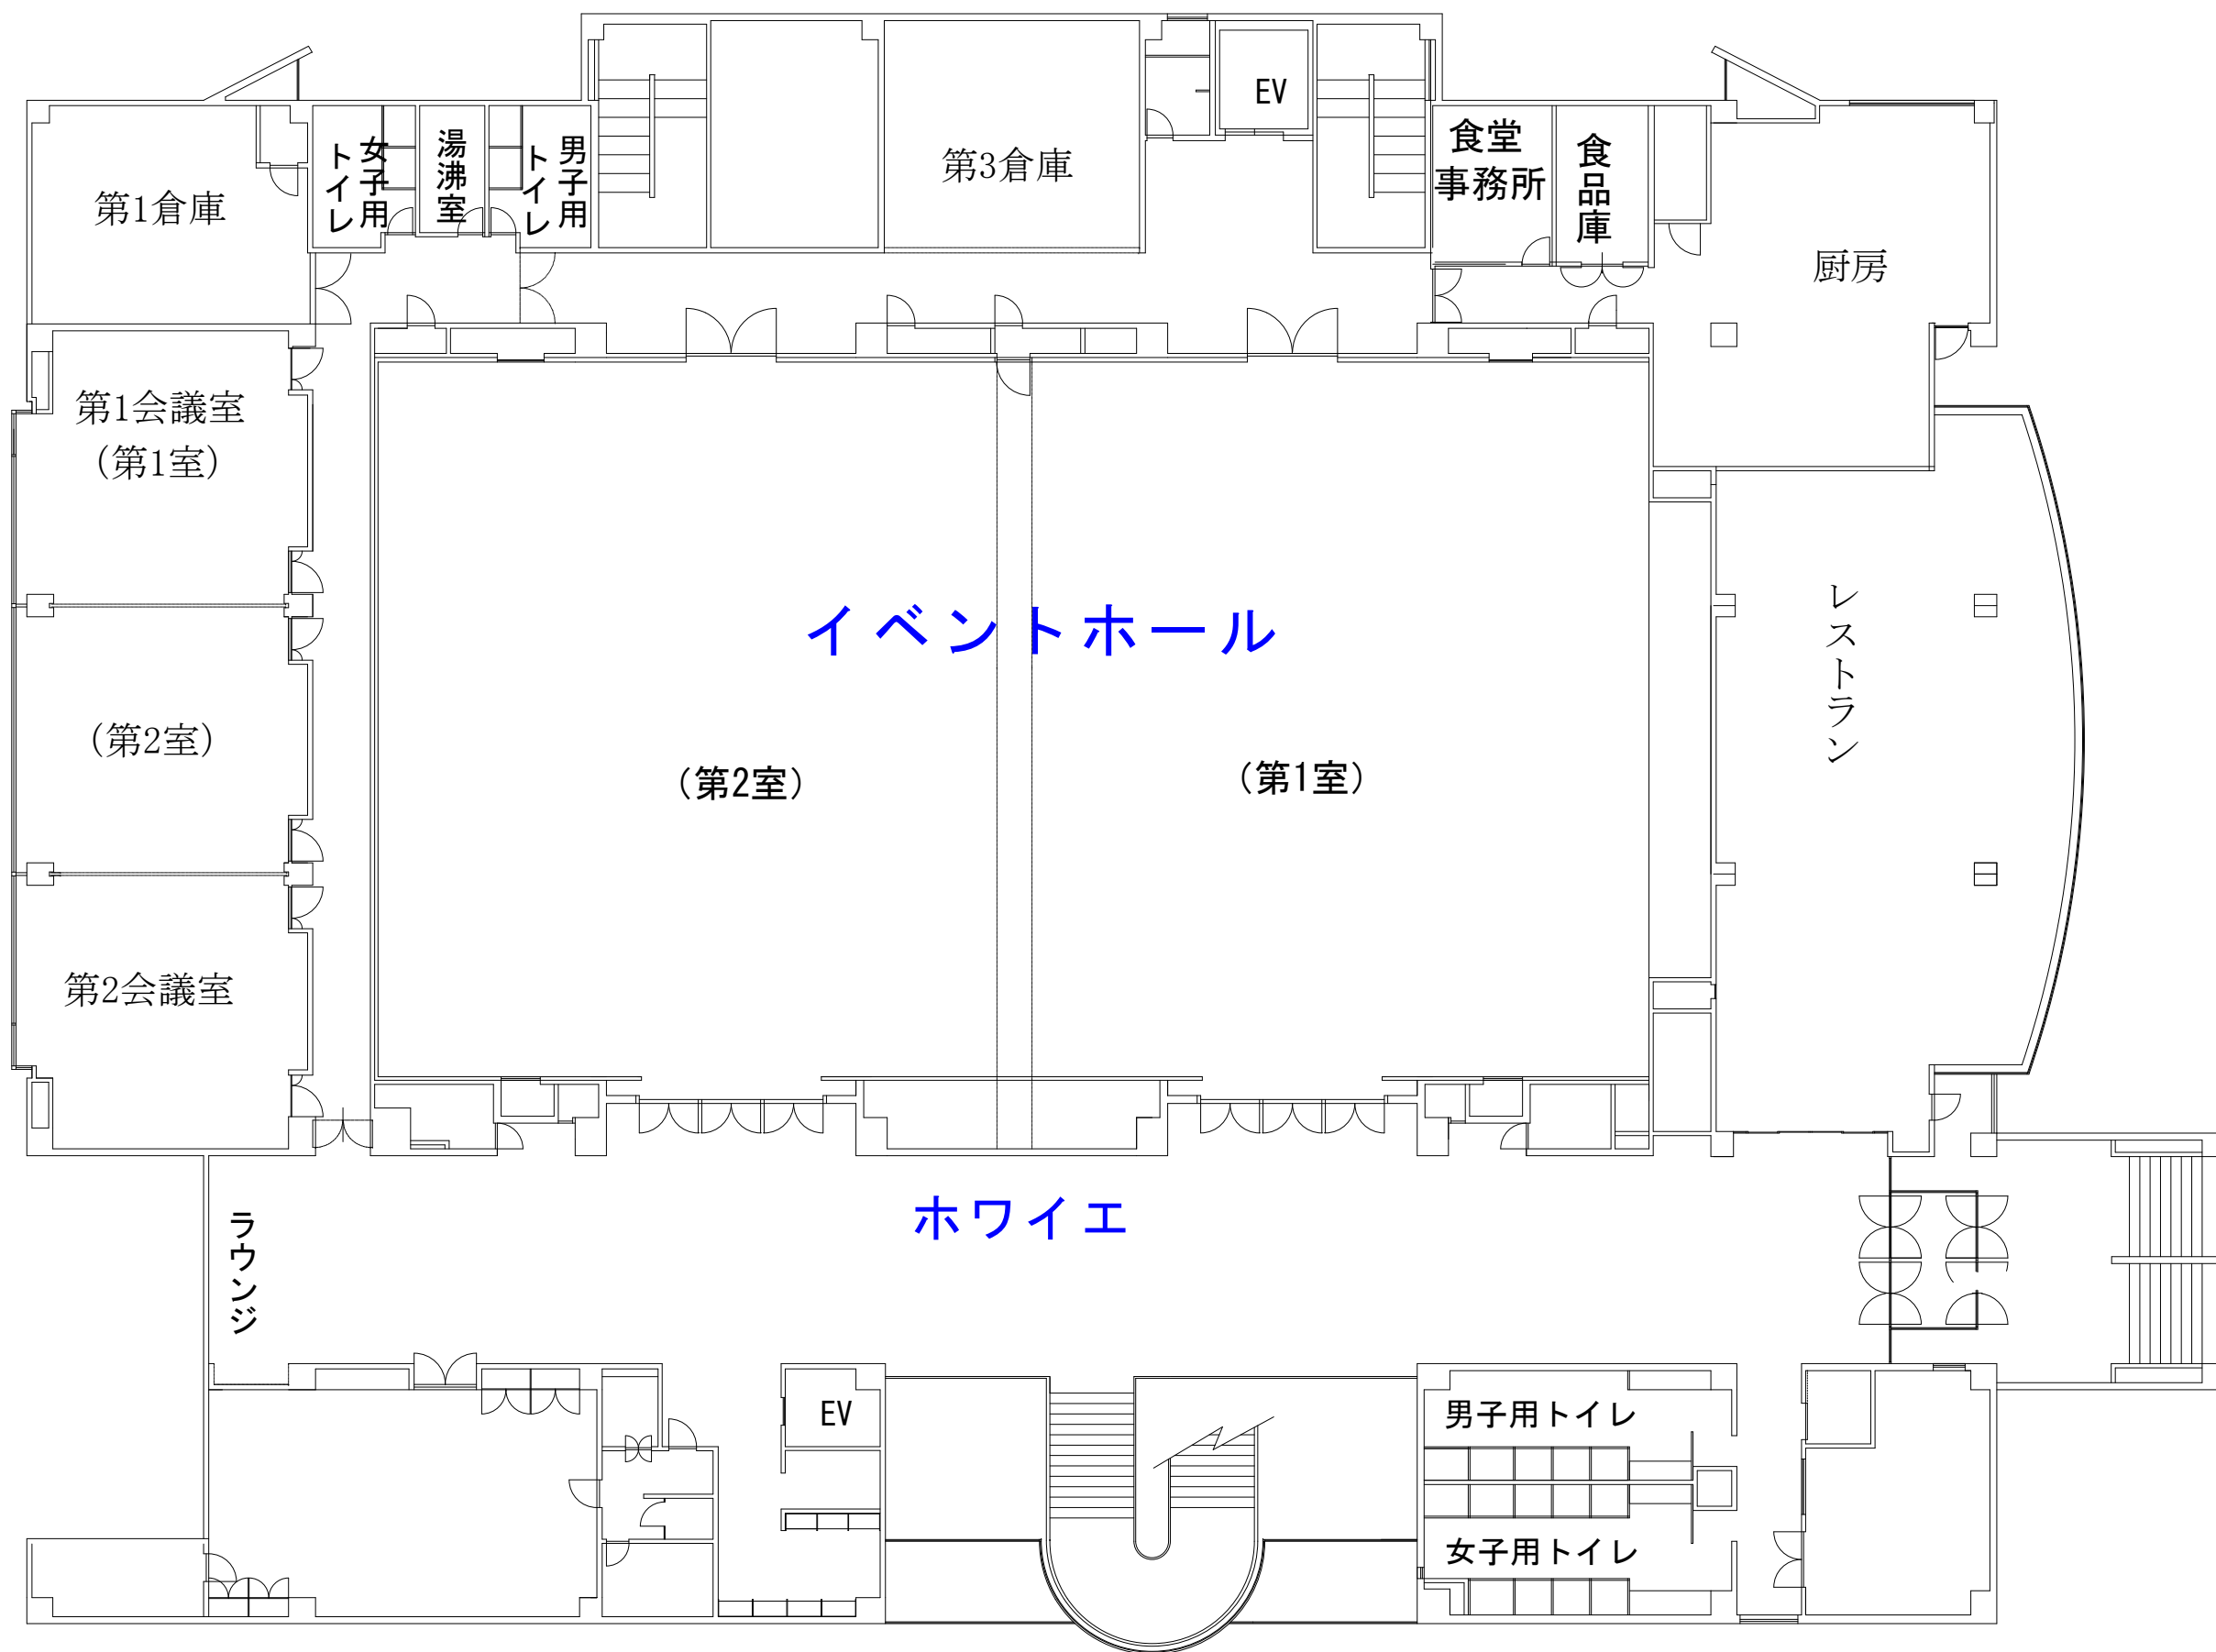 EV
第1倉庫
女子用
トイレ
湯沸室
男子用
トイレ
第3倉庫
食堂
事務所
食品庫
厨房
第1会議室
(第1室)
イベントホール
レストラン
(第2室)
(第2室)
(第1室)
第2会議室
ホワイエ
ラウンジ
EV
男子用トイレ
女子用トイレ